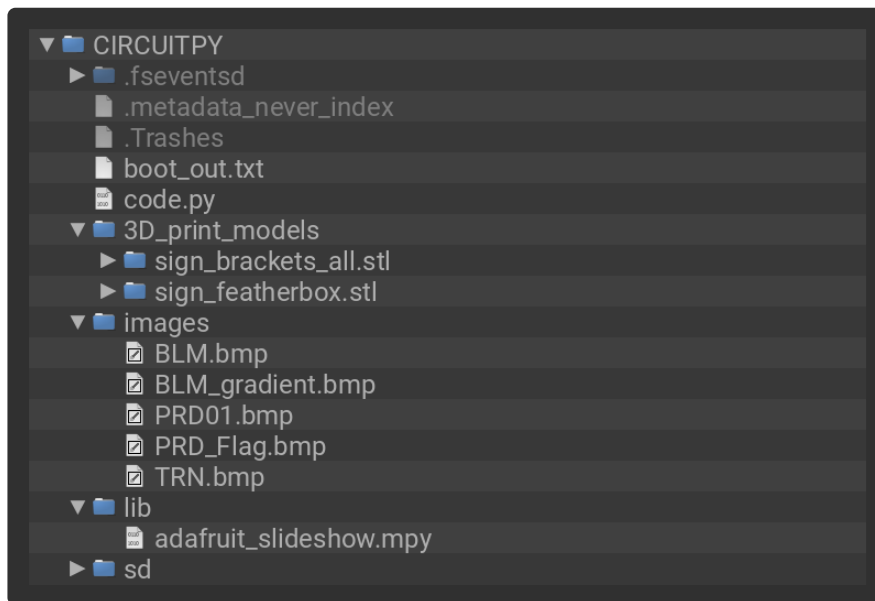 CIRCUITPY
.fseventsd
.metadata_never_index
.Trashes
boot_out.txt
code.py
3D_print_models
sign_brackets_all.stl
sign_featherbox.stl
images
BLM.bmp
BLM_gradient.bmp
PRD01.bmp
PRD_Flag.bmp
TRN.bmp
lib
adafruit_slideshow.mpy
sd